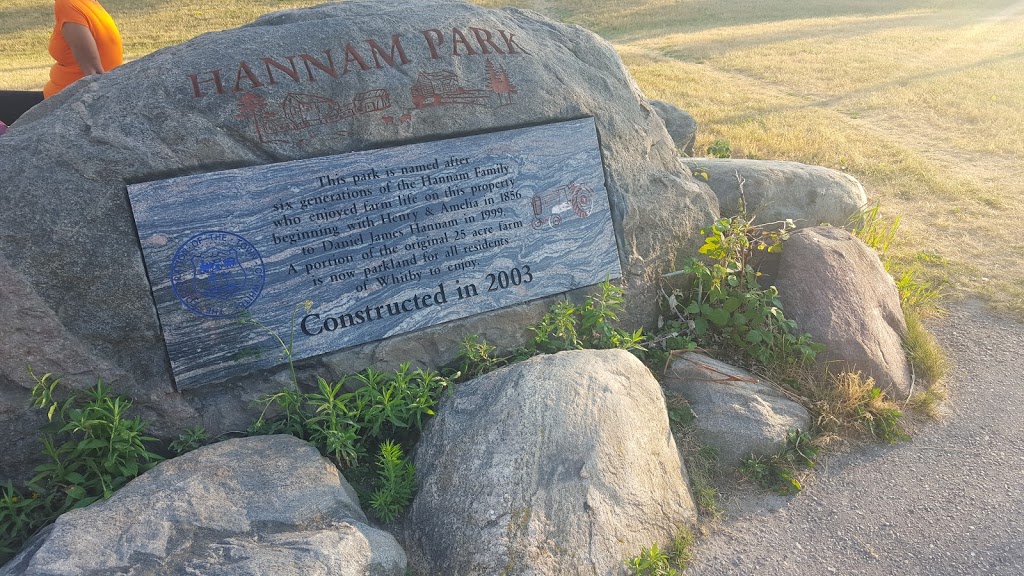 HANNAM PARK
This park is named after
six generations of the Hannam Family
who enjoyed farm life on this property
beginning with Henry & Amelia in 1856
to Daniel James Hannam in 1999.
A portion of the original 25 acre farm
is now parkland for all residents
of Whitby to enjoy.
Constructed in 2003